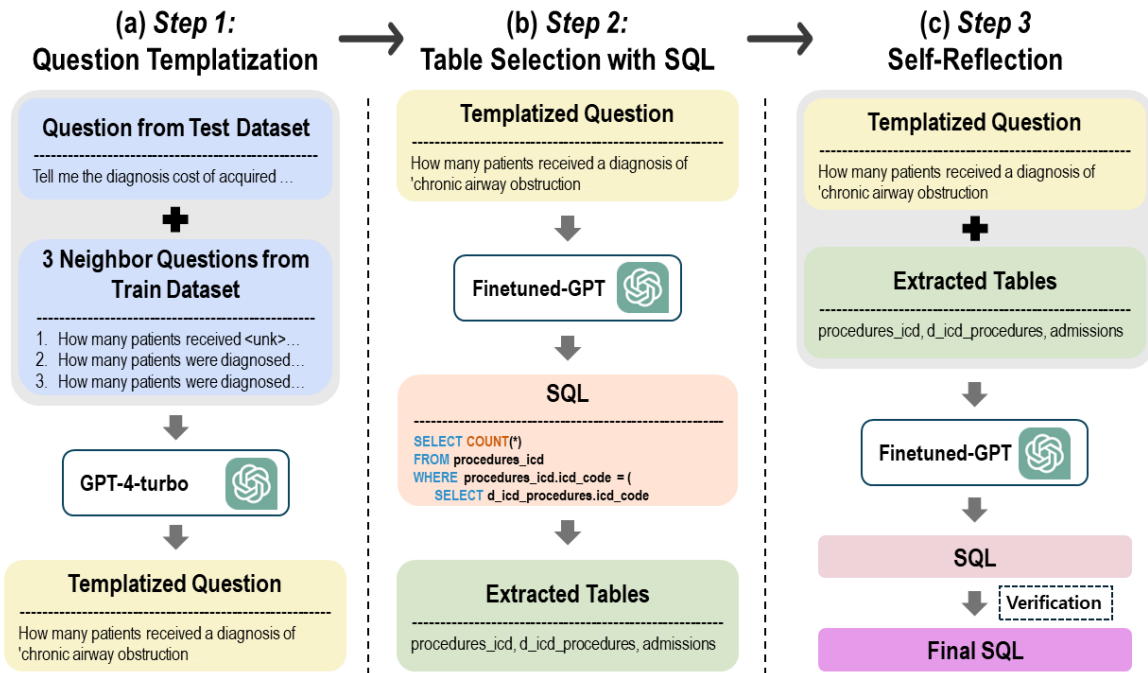 (a) Step 1:
Question Templatization
Question from Test Dataset
Tell me the diagnosis cost of acquired ...
3 Neighbor Questions from
Train Dataset
1. How many patients received <unk>...
2. How many patients were diagnosed...
3. How many patients were diagnosed...
GPT-4-turbo
Templatized Question
How many patients received a diagnosis of
'chronic airway obstruction
(b) Step 2:
Table Selection with SQL
Templatized Question
How many patients received a diagnosis of
'chronic airway obstruction
Finetuned-GPT
SQL
SELECT COUNT(*)
FROM procedures_icd
WHERE procedures_icd.icd_code = (
SELECT d_icd_procedures.icd_code
Extracted Tables
procedures_icd, d_icd_procedures, admissions
(c) Step 3
Self-Reflection
Templatized Question
How many patients received a diagnosis of
'chronic airway obstruction
Extracted Tables
procedures_icd, d_icd_procedures, admissions
Finetuned-GPT
SQL
Verification
Final SQL